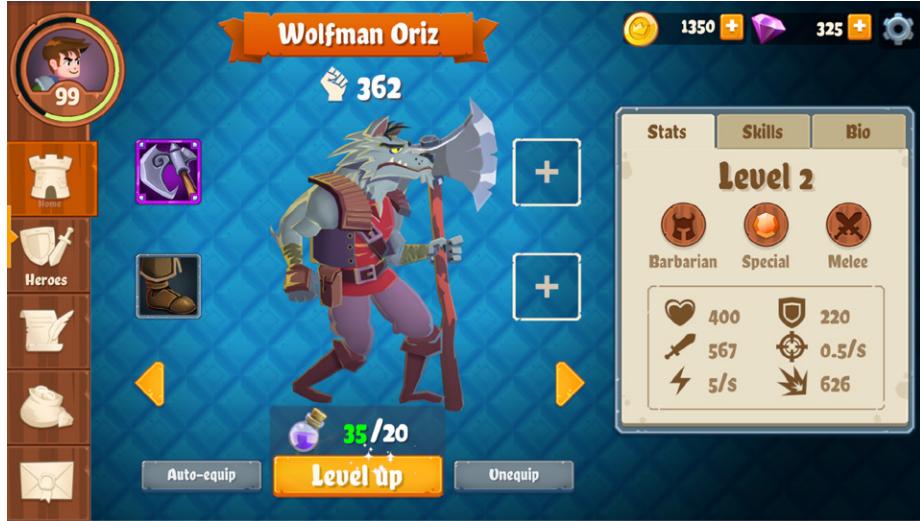 Wolfman Oriz
1350
325
362
99
Home
Heroes
Stats
Skills
Bio
Level 2
Barbarian
Special
Melee
400
220
567
0.5/s
5/s
626
35/20
Auto-equip
Level up
Unequip